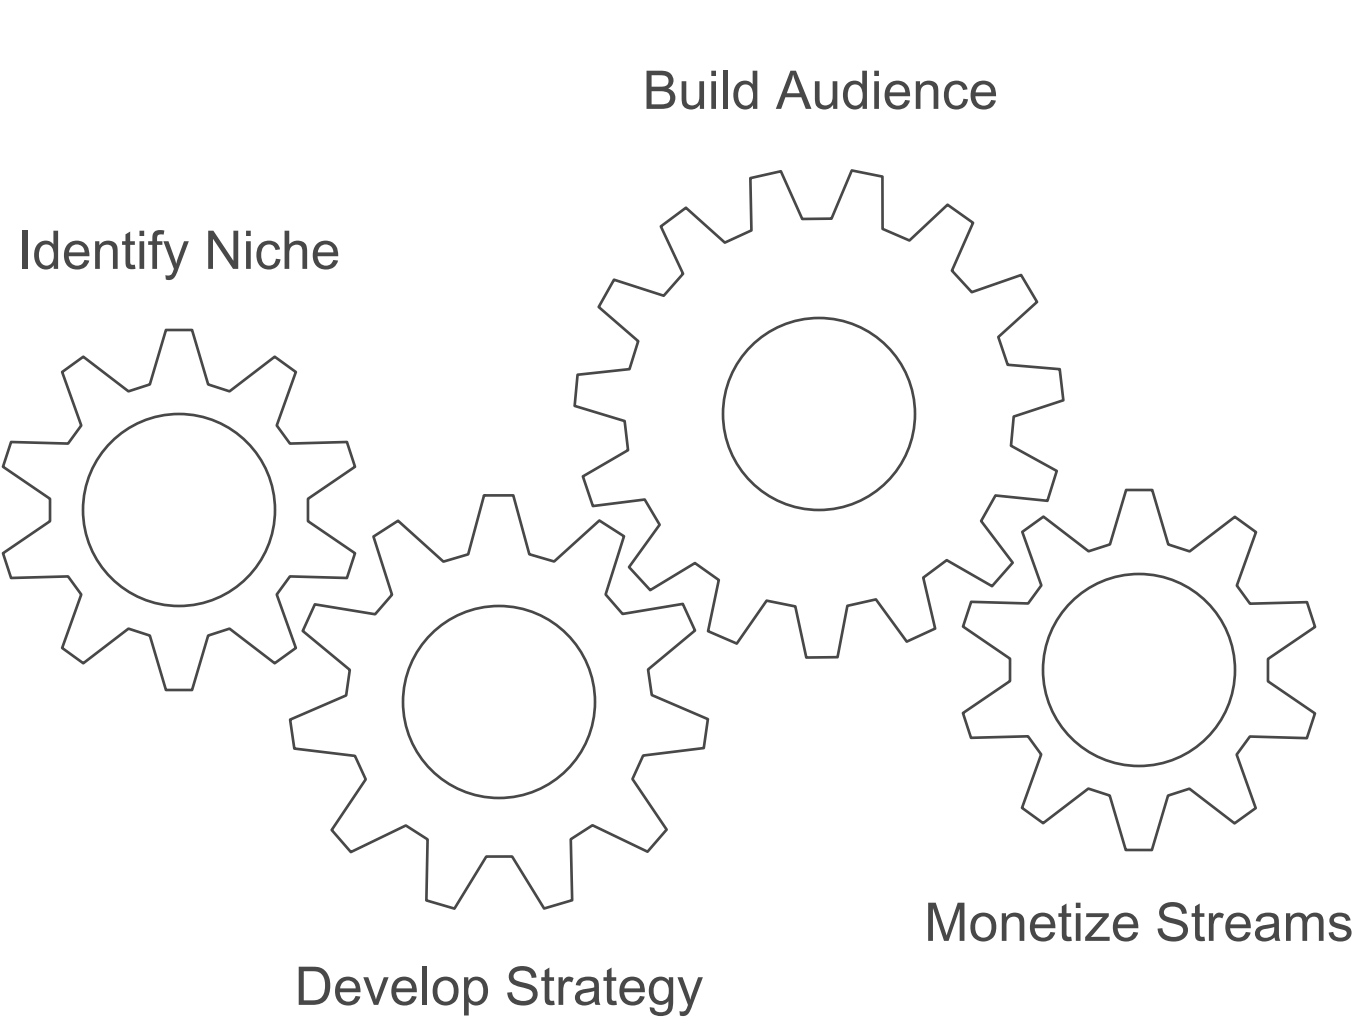 Build Audience
Identify Niche
Monetize Streams
Develop Strategy